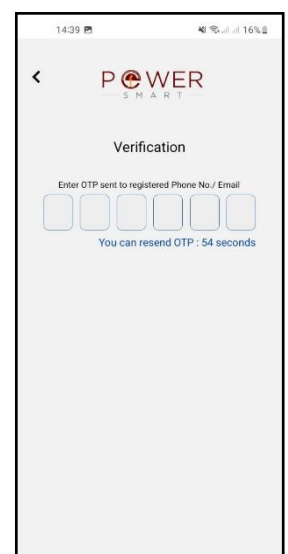 14:39 16%
POWER
SMART
Verification
Enter OTP sent to registered Phone No./ Email
You can resend OTP : 54 seconds